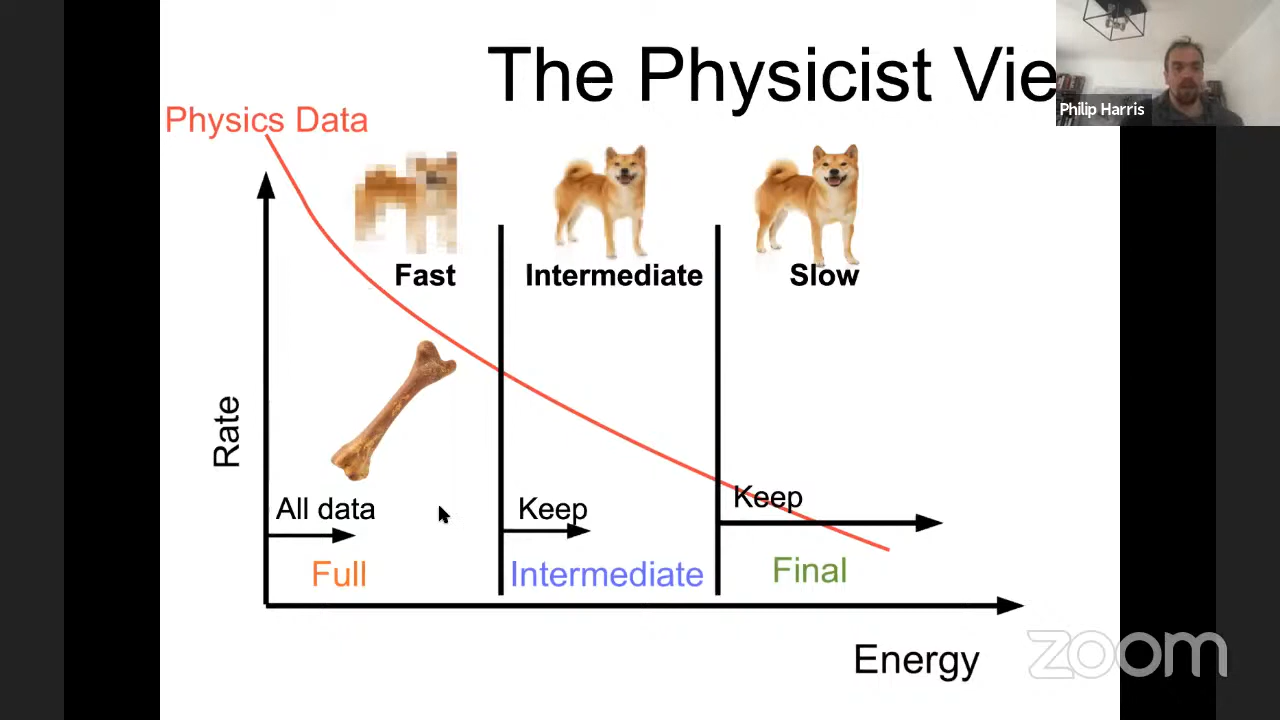 The Physicist Vie
Philip Harris
Physics Data
Fast
Intermediate
Slow
Rate
All data
Keep
Keep
Full
Intermediate
Final
Energy
zoom